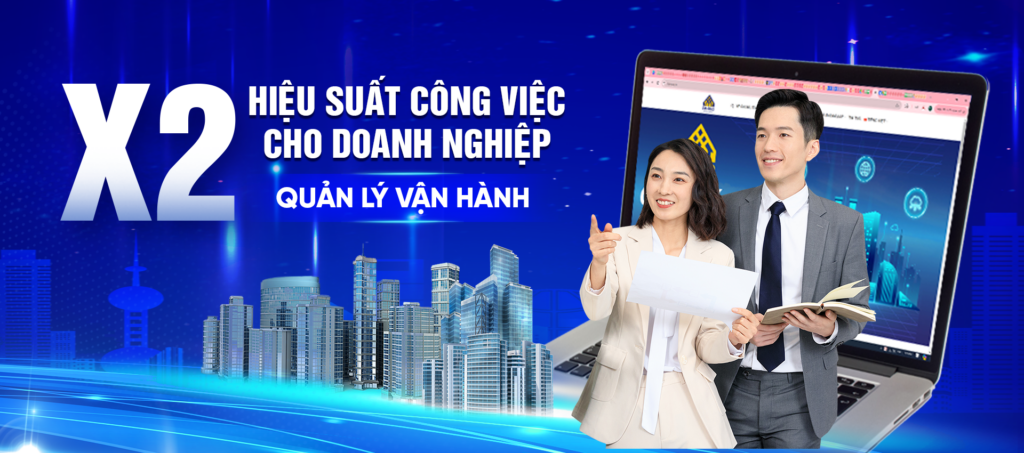 X2
HIỆU SUẤT CÔNG VIỆC
CHO DOANH NGHIỆP
QUẢN LÝ VẬN HÀNH